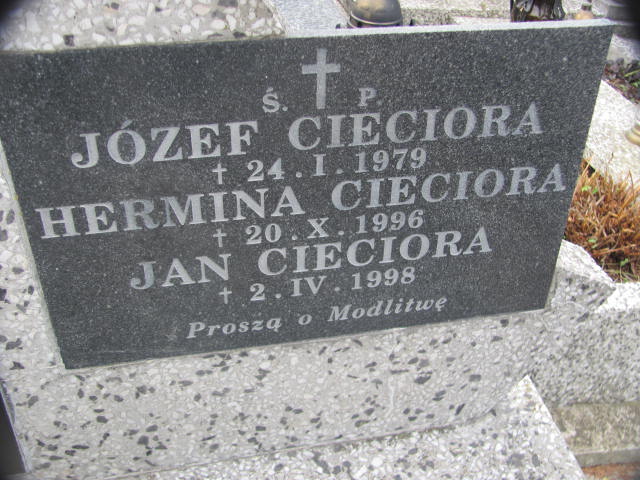 Ś. P.
JÓZEF CIECIORA
† 24.I.1979
HERMINA CIECIORA
† 20.X.1996
JAN CIECIORA
† 2.IV.1998
Proszą o Modlitwę